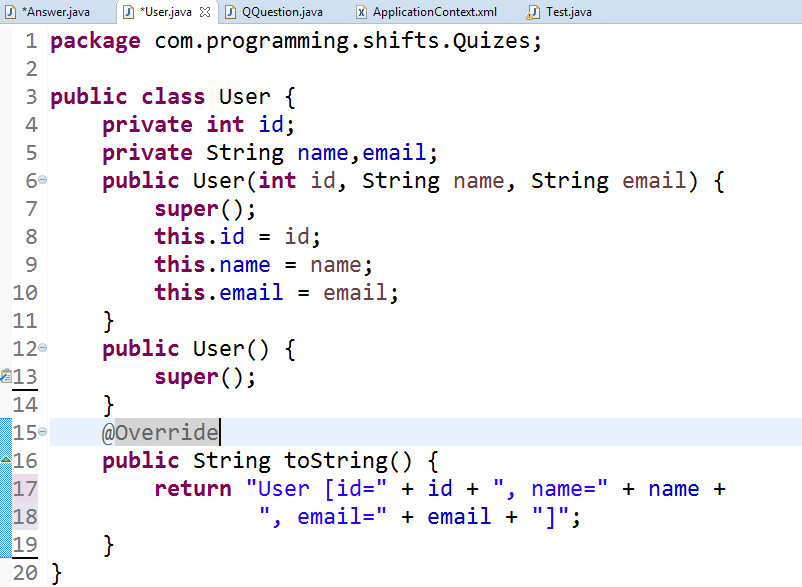 *Answer.java *User.java QQuestion.java ApplicationContext.xml Test.java
1 package com.programming.shifts.Quizes;
2
3 public class User {
4 private int id;
5 private String name,email;
6 public User(int id, String name, String email) {
7 super();
8 this.id = id;
9 this.name = name;
10 this.email = email;
11 }
12 public User() {
13 super();
14 }
15 @Override
16 public String toString() {
17 return "User [id=" + id + ", name=" + name +
18 ", email=" + email + "]";
19 }
20 }